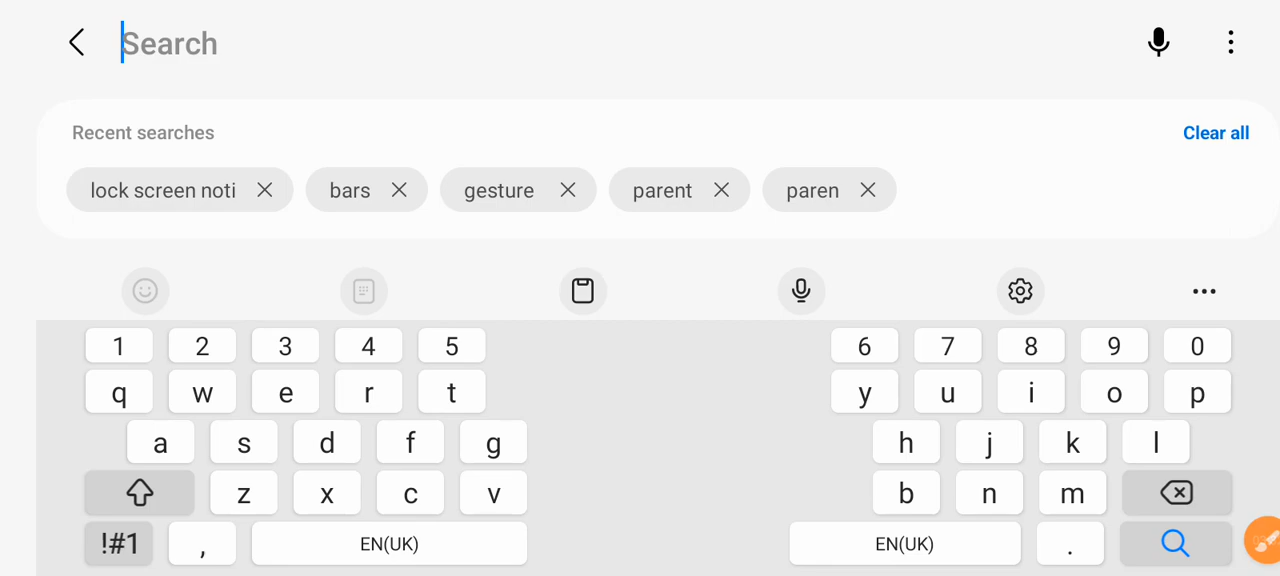 Search
Recent searches Clear all
lock screen noti bars gesture parent paren
1 2 3 4 5 6 7 8 9 0
q w e r t y u i o p
a s d f g h j k l
z x c v b n m
!#1 , EN(UK) EN(UK) .